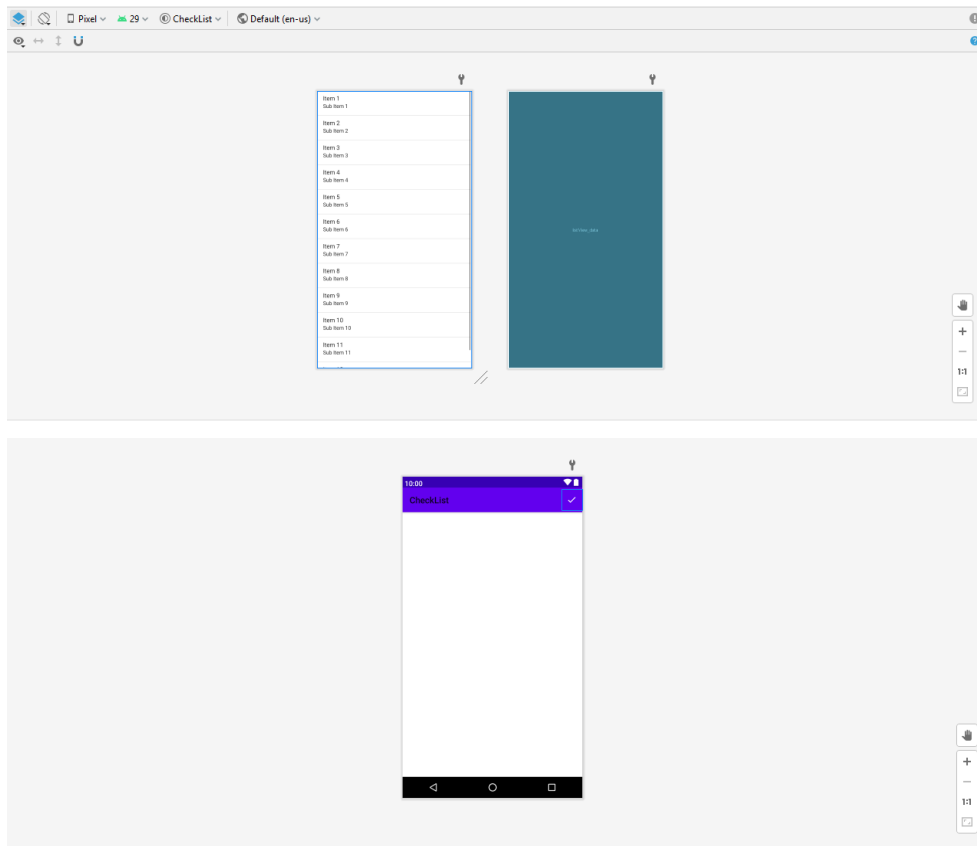 Pixel 29 CheckList Default (en-us)
Item 1
Sub Item 1
Item 2
Sub Item 2
Item 3
Sub Item 3
Item 4
Sub Item 4
Item 5
Sub Item 5
Item 6
Sub Item 6
Item 7
Sub Item 7
Item 8
Sub Item 8
Item 9
Sub Item 9
Item 10
Sub Item 10
Item 11
Sub Item 11
1:1
10:00
CheckList
1:1